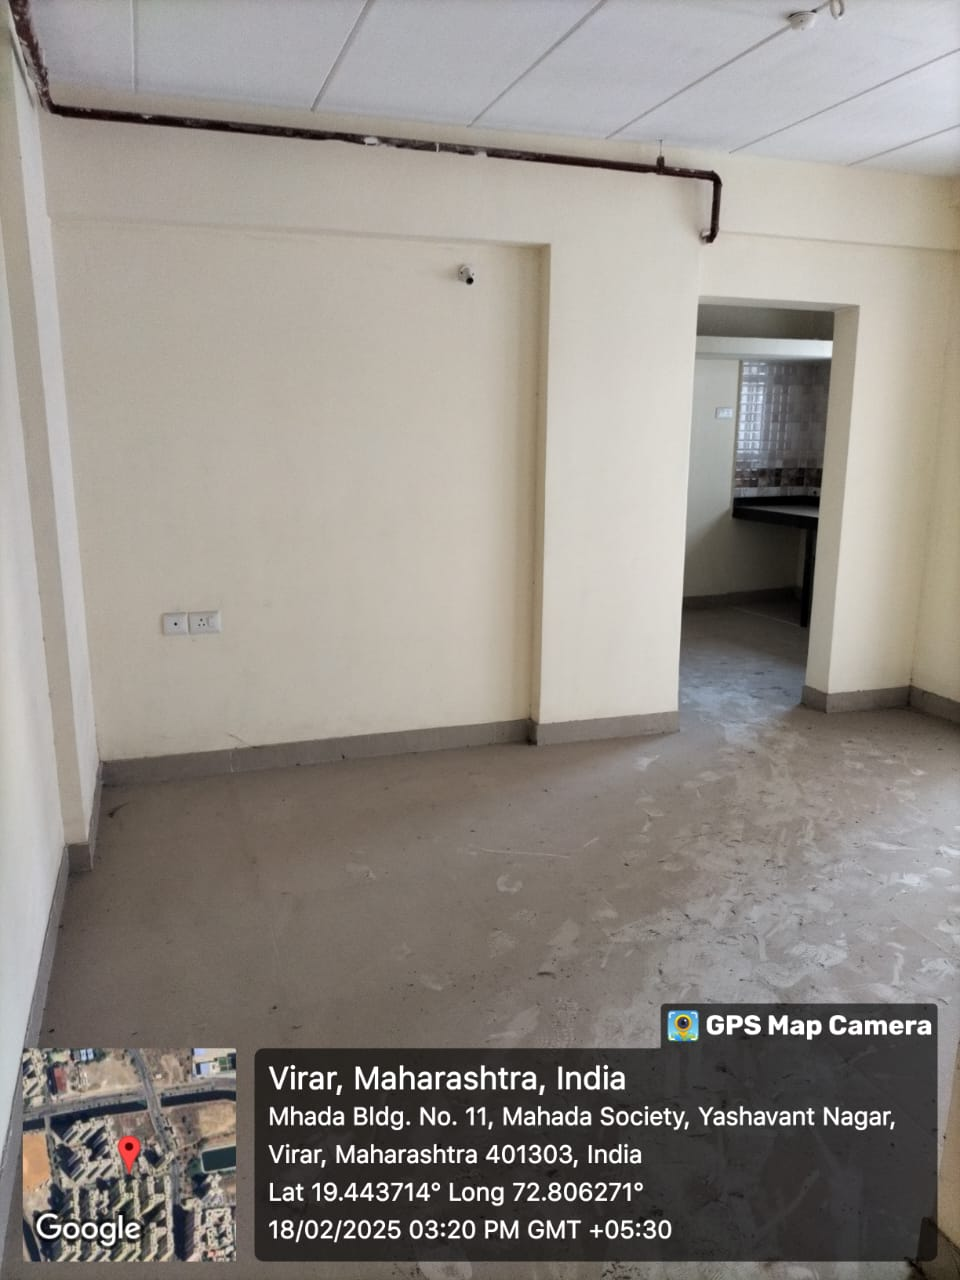 GPS Map Camera
Virar, Maharashtra, India
Mhada Bldg. No. 11, Mahada Society, Yashavant Nagar,
Virar, Maharashtra 401303, India
Lat 19.443714° Long 72.806271°
18/02/2025 03:20 PM GMT +05:30
Google